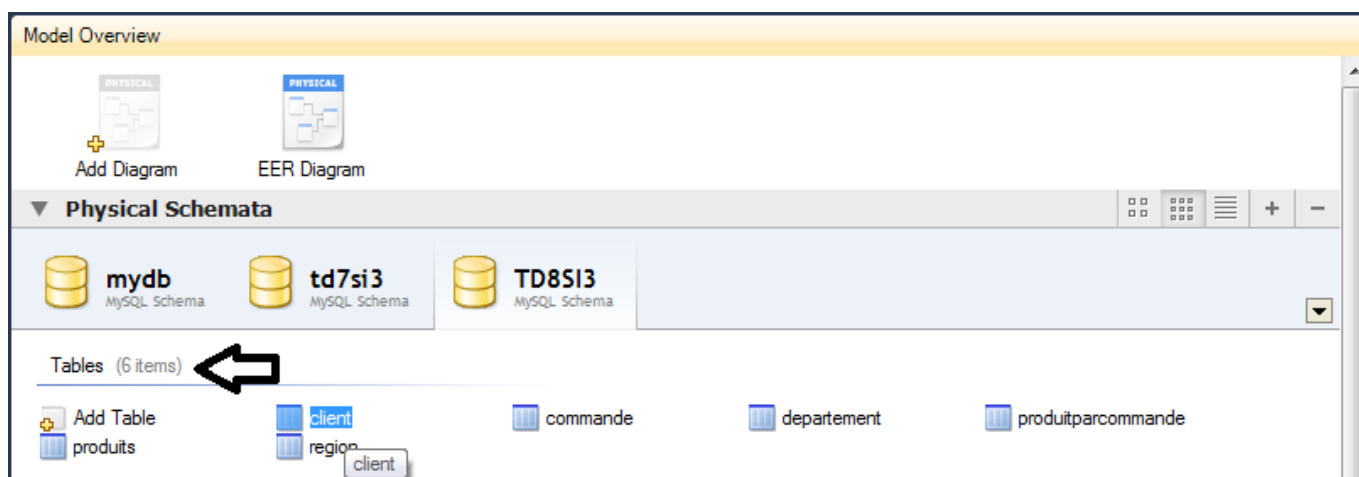 Model Overview
PHYSICAL PHYSICAL
Add Diagram EER Diagram
Physical Schemata
mydb td7si3 TD8SI3
MySQL Schema MySQL Schema MySQL Schema
Tables (6 items)
Add Table client commande departement produitparcommande
produits region
client